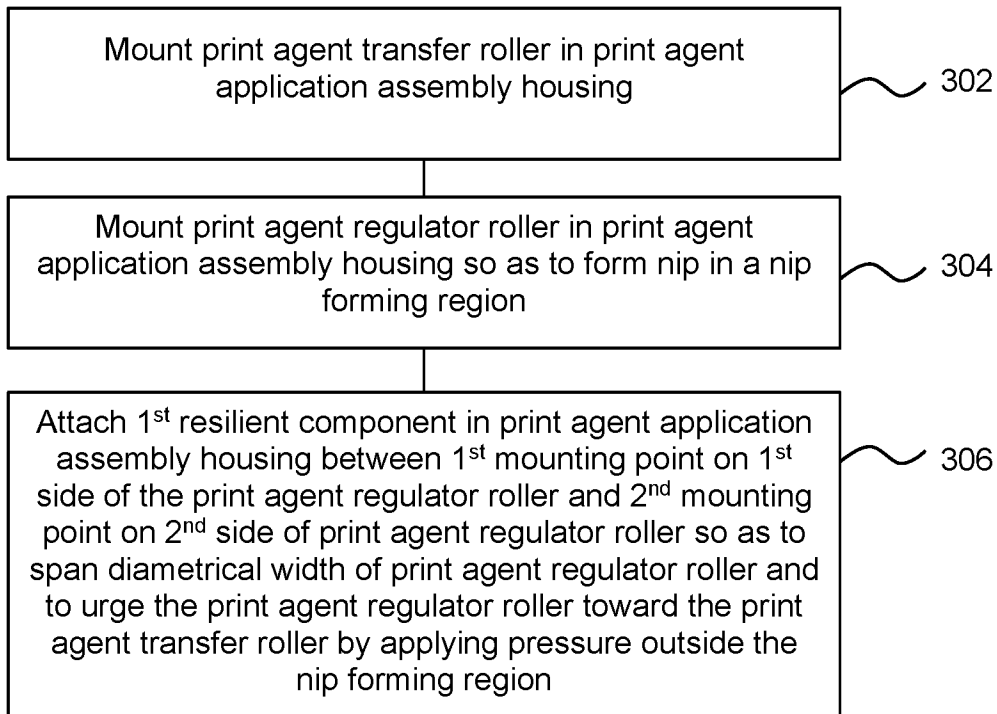 Mount print agent transfer roller in print agent
application assembly housing
302
Mount print agent regulator roller in print agent
application assembly housing so as to form nip in a nip
forming region
304
Attach 1st resilient component in print agent application
assembly housing between 1st mounting point on 1st
side of the print agent regulator roller and 2nd mounting
point on 2nd side of print agent regulator roller so as to
span diametrical width of print agent regulator roller and
to urge the print agent regulator roller toward the print
agent transfer roller by applying pressure outside the
nip forming region
306